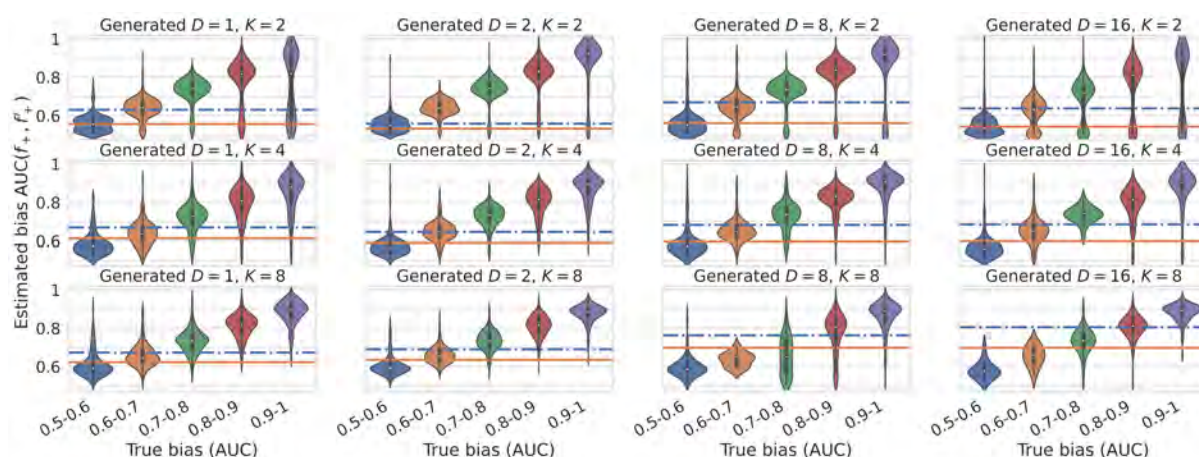 Generated D = 1, K = 2
Generated D = 2, K = 2
Generated D = 8, K = 2
Generated D = 16, K = 2
1
0.8
0.6
Generated D = 1, K = 4
Generated D = 2, K = 4
Generated D = 8, K = 4
Generated D = 16, K = 4
1
0.8
0.6
Generated D = 1, K = 8
Generated D = 2, K = 8
Generated D = 8, K = 8
Generated D = 16, K = 8
1
0.8
0.6
Estimated bias AUC(f₊, f′₊)
0.5-0.6
0.6-0.7
0.7-0.8
0.8-0.9
0.9-1
0.5-0.6
0.6-0.7
0.7-0.8
0.8-0.9
0.9-1
0.5-0.6
0.6-0.7
0.7-0.8
0.8-0.9
0.9-1
0.5-0.6
0.6-0.7
0.7-0.8
0.8-0.9
0.9-1
True bias (AUC)
True bias (AUC)
True bias (AUC)
True bias (AUC)